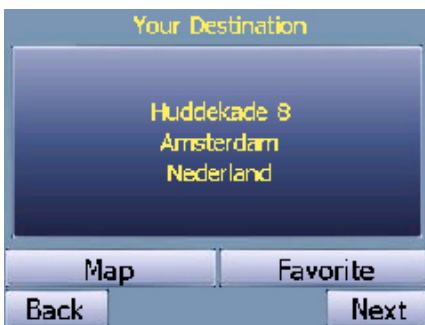 Your Destination
Huddekade 8
Amsterdam
Nederland
Map Favorite
Back Next